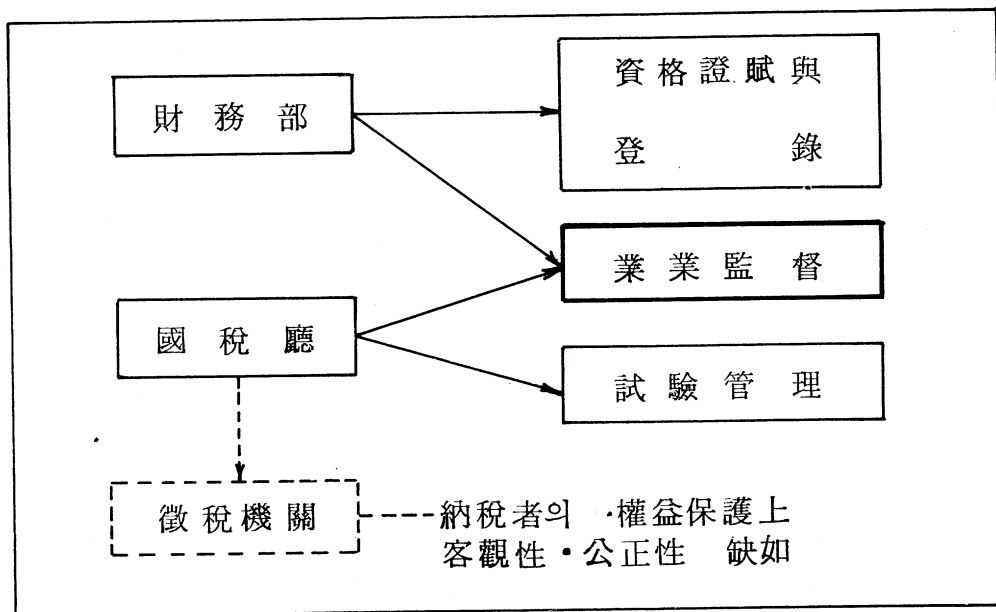 財務部
資格證賦與
登錄
業業監督
國稅廳
試驗管理
徵稅機關
納稅者의 ·權益保護上
客觀性·公正性 缺如